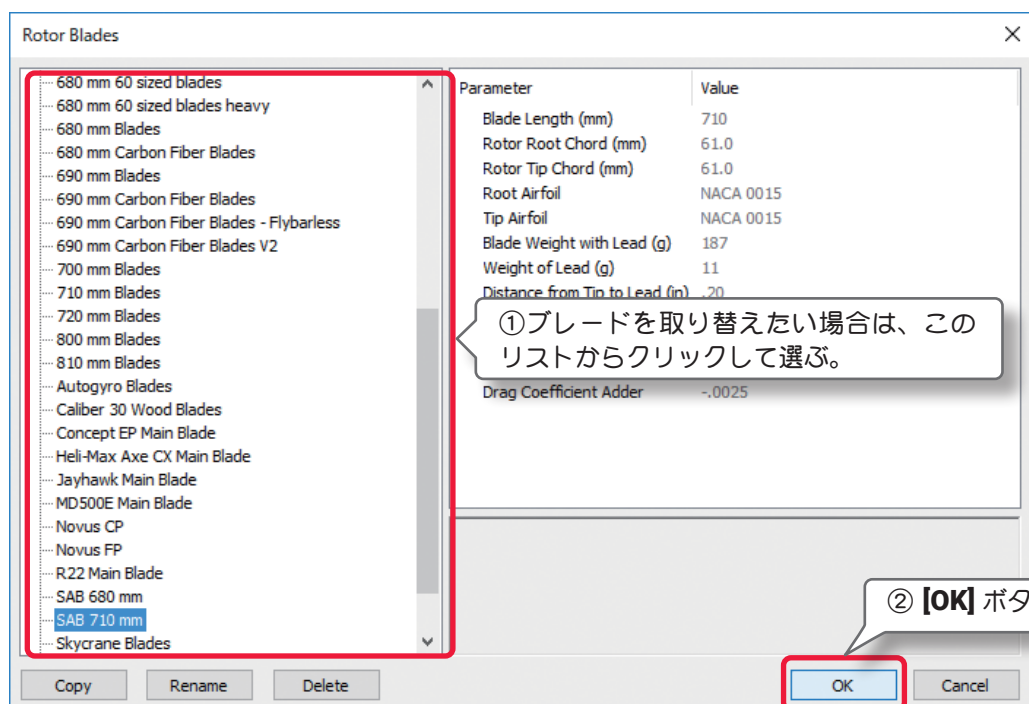 Rotor Blades
680 mm 60 sized blades
680 mm 60 sized blades heavy
680 mm Blades
680 mm Carbon Fiber Blades
690 mm Blades
690 mm Carbon Fiber Blades
690 mm Carbon Fiber Blades - Flybarless
690 mm Carbon Fiber Blades V2
700 mm Blades
710 mm Blades
720 mm Blades
800 mm Blades
810 mm Blades
Autogyro Blades
Caliber 30 Wood Blades
Concept EP Main Blade
Heli-Max Axe CX Main Blade
Jayhawk Main Blade
MD500E Main Blade
Novus CP
Novus FP
R22 Main Blade
SAB 680 mm
SAB 710 mm
Skycrane Blades
Parameter Value
Blade Length (mm) 710
Rotor Root Chord (mm) 61.0
Rotor Tip Chord (mm) 61.0
Root Airfoil NACA 0015
Tip Airfoil NACA 0015
Blade Weight with Lead (g) 187
Weight of Lead (g) 11
Distance from Tip to Lead (in) .20
①ブレードを取り替えたい場合は、この
リストからクリックして選ぶ。
Drag Coefficient Adder -.0025
② [OK] ボタ
Copy Rename Delete OK Cancel